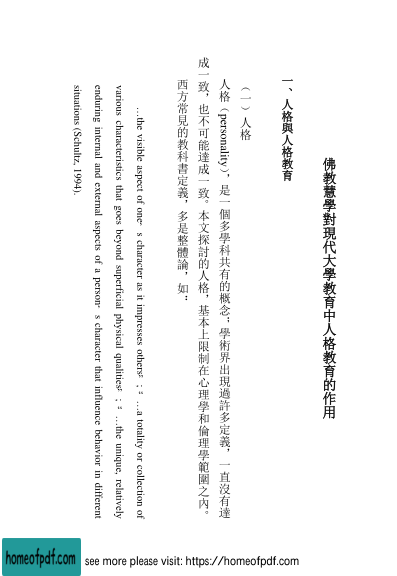 佛教慧學對現代大學教育中人格教育的作用
一、人格與人格教育
（一）人格
人格（personality），是一個多學科共有的概念；學術界出現過許多定義，一直沒有達
成一致，也不可能達成一致。本文探討的人格，基本上限制在心理學和倫理學範圍之內。
西方常見的教科書定義，多是整體論，如：
…the visible aspect of one〞s character as it impresses others〞;〝…a totality or collection of
various characteristics that goes beyond superficial physical qualities〞;〝…the unique, relatively
enduring internal and external aspects of a person〞s character that influence behavior in different
situations (Schultz, 1994).
homeofpdf.com
see more please visit: https://homeofpdf.com